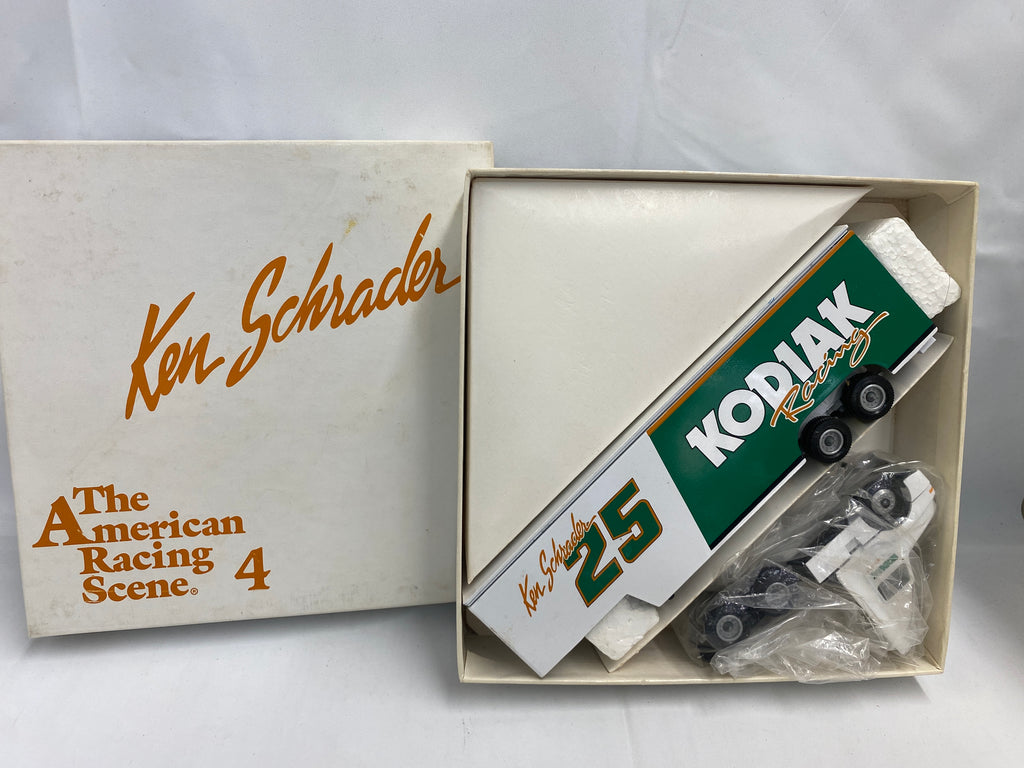 Ken Schrader
The
American
Racing
Scene® 4
KODIAK
Racing
Ken Schrader
25